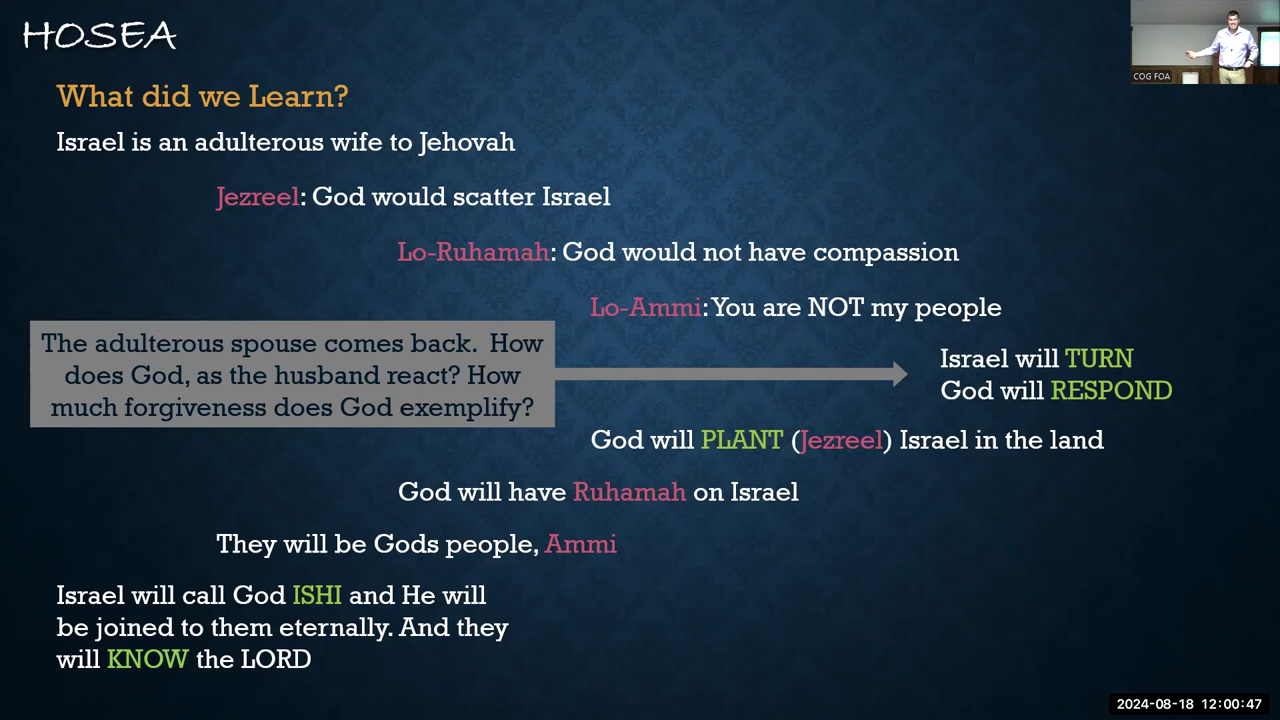 HOSEA
COG FOA
What did we Learn?
Israel is an adulterous wife to Jehovah
Jezreel: God would scatter Israel
Lo-Ruhamah: God would not have compassion
Lo-Ammi: You are NOT my people
The adulterous spouse comes back.  How
does God, as the husband react? How
much forgiveness does God exemplify?
Israel will TURN
God will RESPOND
God will PLANT (Jezreel) Israel in the land
God will have Ruhamah on Israel
They will be Gods people, Ammi
Israel will call God ISHI and He will
be joined to them eternally. And they
will KNOW the LORD
2024-08-18 12:00:47